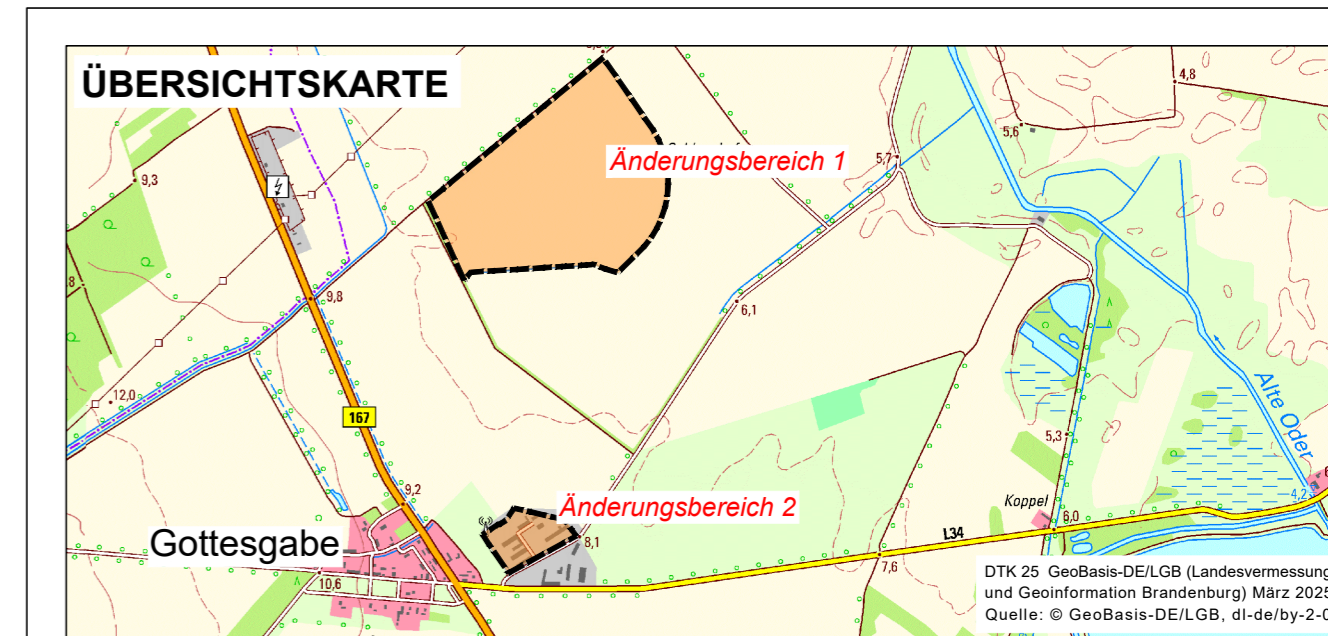 ÜBERSICHTSKARTE
4,8
5,6
Änderungsbereich 1
5,7
9,3
9,8
6,1
12,0
167
Alte Oder
5,3
9,2
Änderungsbereich 2
Koppel
4,2
6,0
Gottesgabe
8,1
L34
7,6
10,6
DTK 25 GeoBasis-DE/LGB (Landesvermessung
und Geoinformation Brandenburg) März 2025
Quelle: © GeoBasis-DE/LGB, dl-de/by-2-0